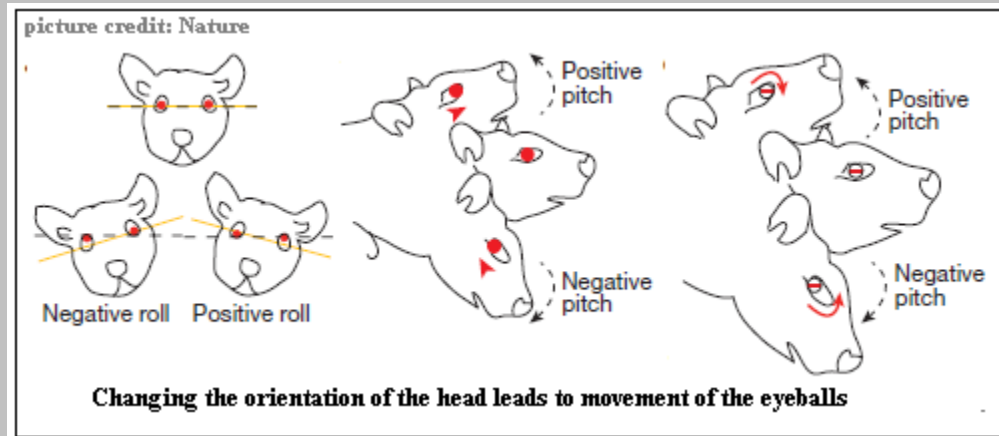 picture credit: Nature
Positive
pitch
Positive
pitch
Negative
pitch
Negative
pitch
Negative roll Positive roll
Changing the orientation of the head leads to movement of the eyeballs